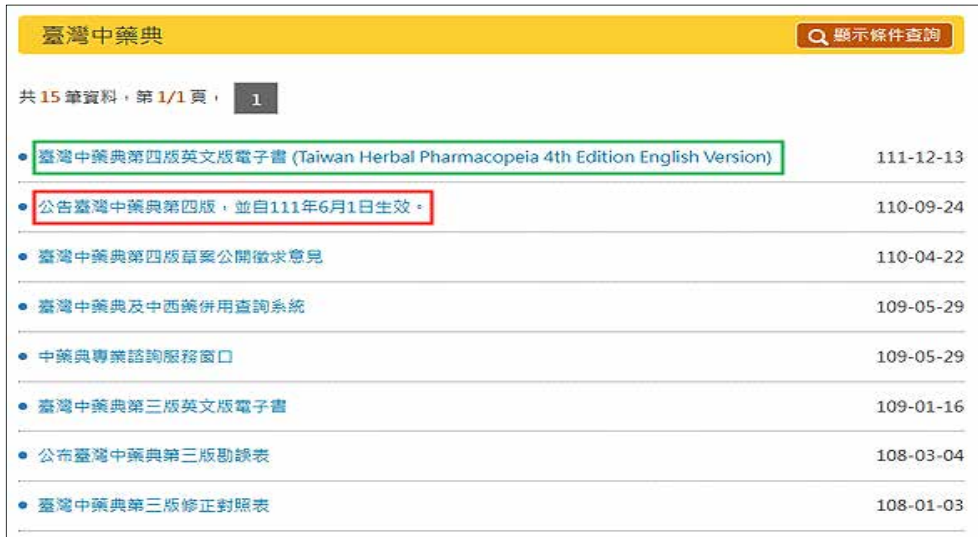 臺灣中藥典
顯示條件查詢
共 15 筆資料，第 1/1 頁， 1
臺灣中藥典第四版英文版電子書 (Taiwan Herbal Pharmacopeia 4th Edition English Version) 111-12-13
公告臺灣中藥典第四版，並自111年6月1日生效。 110-09-24
臺灣中藥典第四版草案公開徵求意見 110-04-22
臺灣中藥典及中西藥併用查詢系統 109-05-29
中藥典專業諮詢服務窗口 109-05-29
臺灣中藥典第三版英文版電子書 109-01-16
公布臺灣中藥典第三版勘誤表 108-03-04
臺灣中藥典第三版修正對照表 108-01-03